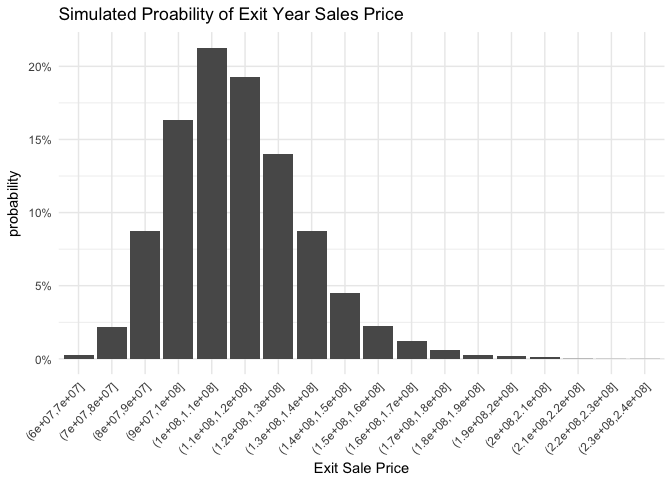 Simulated Proability of Exit Year Sales Price
20%
15%
10%
5%
0%
probability
(6e+07,7e+07]
(7e+07,8e+07]
(8e+07,9e+07]
(9e+07,1e+08]
(1e+08,1.1e+08]
(1.1e+08,1.2e+08]
(1.2e+08,1.3e+08]
(1.3e+08,1.4e+08]
(1.4e+08,1.5e+08]
(1.5e+08,1.6e+08]
(1.6e+08,1.7e+08]
(1.7e+08,1.8e+08]
(1.8e+08,1.9e+08]
(1.9e+08,2e+08]
(2e+08,2.1e+08]
(2.1e+08,2.2e+08]
(2.2e+08,2.3e+08]
(2.3e+08,2.4e+08]
Exit Sale Price